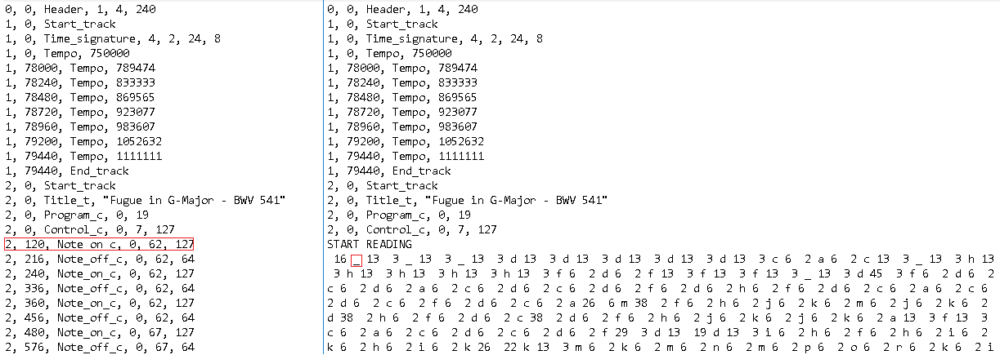 0, 0, Header, 1, 4, 240
1, 0, Start_track
1, 0, Time_signature, 4, 2, 24, 8
1, 0, Tempo, 750000
1, 78000, Tempo, 789474
1, 78240, Tempo, 833333
1, 78480, Tempo, 869565
1, 78720, Tempo, 923077
1, 78960, Tempo, 983607
1, 79200, Tempo, 1052632
1, 79440, Tempo, 1111111
1, 79440, End_track
2, 0, Start_track
2, 0, Title_t, "Fugue in G-Major - BWV 541"
2, 0, Program_c, 0, 19
2, 0, Control_c, 0, 7, 127
2, 120, Note_on_c, 0, 62, 127
2, 216, Note_off_c, 0, 62, 64
2, 240, Note_on_c, 0, 62, 127
2, 336, Note_off_c, 0, 62, 64
2, 360, Note_on_c, 0, 62, 127
2, 456, Note_off_c, 0, 62, 64
2, 480, Note_on_c, 0, 67, 127
2, 576, Note_off_c, 0, 67, 64
0, 0, Header, 1, 4, 240
1, 0, Start_track
1, 0, Time_signature, 4, 2, 24, 8
1, 0, Tempo, 750000
1, 78000, Tempo, 789474
1, 78240, Tempo, 833333
1, 78480, Tempo, 869565
1, 78720, Tempo, 923077
1, 78960, Tempo, 983607
1, 79200, Tempo, 1052632
1, 79440, Tempo, 1111111
1, 79440, End_track
2, 0, Start_track
2, 0, Title_t, "Fugue in G-Major - BWV 541"
2, 0, Program_c, 0, 19
2, 0, Control_c, 0, 7, 127
START READING
16 _ 13 3 _ 13 3 _ 13 3 d 13 3 d 13 3 d 13 3 d 13 3 d 13 3 c 6 2 a 6 2 c 13 3 _ 13 3 h 13
3 h 13 3 h 13 3 h 13 3 h 13 3 f 6 2 d 6 2 f 13 3 f 13 3 f 13 3 _ 13 3 d 45 3 f 6 2 d 6 2
c 6 2 d 6 2 a 6 2 c 6 2 d 6 2 c 6 2 d 6 2 f 6 2 d 6 2 h 6 2 f 6 2 d 6 2 c 6 2 a 6 2 c 6
2 d 6 2 c 6 2 f 6 2 d 6 2 c 6 2 a 26 6 m 38 2 f 6 2 h 6 2 j 6 2 k 6 2 m 6 2 j 6 2 k 6
2 d 38 2 h 6 2 f 6 2 d 6 2 c 38 2 d 6 2 f 6 2 h 6 2 j 6 2 k 6 2 j 6 2 k 6 2 a 13 3 f 13 3
c 6 2 a 6 2 c 6 2 d 6 2 c 6 2 d 6 2 f 29 3 d 13 19 d 13 3 i 6 2 h 6 2 f 6 2 h 6 2 i 6 2
k 6 2 h 6 2 i 6 2 k 26 22 k 13 3 m 6 2 k 6 2 m 6 2 n 6 2 m 6 2 p 6 2 o 6 2 r 6 2 k 6 2 i